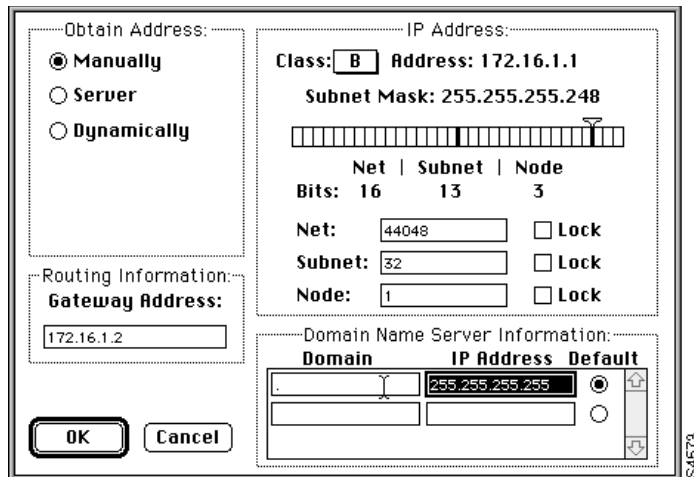 Obtain Address:
Manually
Server
Dynamically
Routing Information:
Gateway Address:
172.16.1.2
OK
Cancel
IP Address:
Class: B Address: 172.16.1.1
Subnet Mask: 255.255.255.248
Net | Subnet | Node
Bits: 16 13 3
Net: 44048 Lock
Subnet: 32 Lock
Node: 1 Lock
Domain Name Server Information:
Domain IP Address Default
. 255.255.255.255
S4673